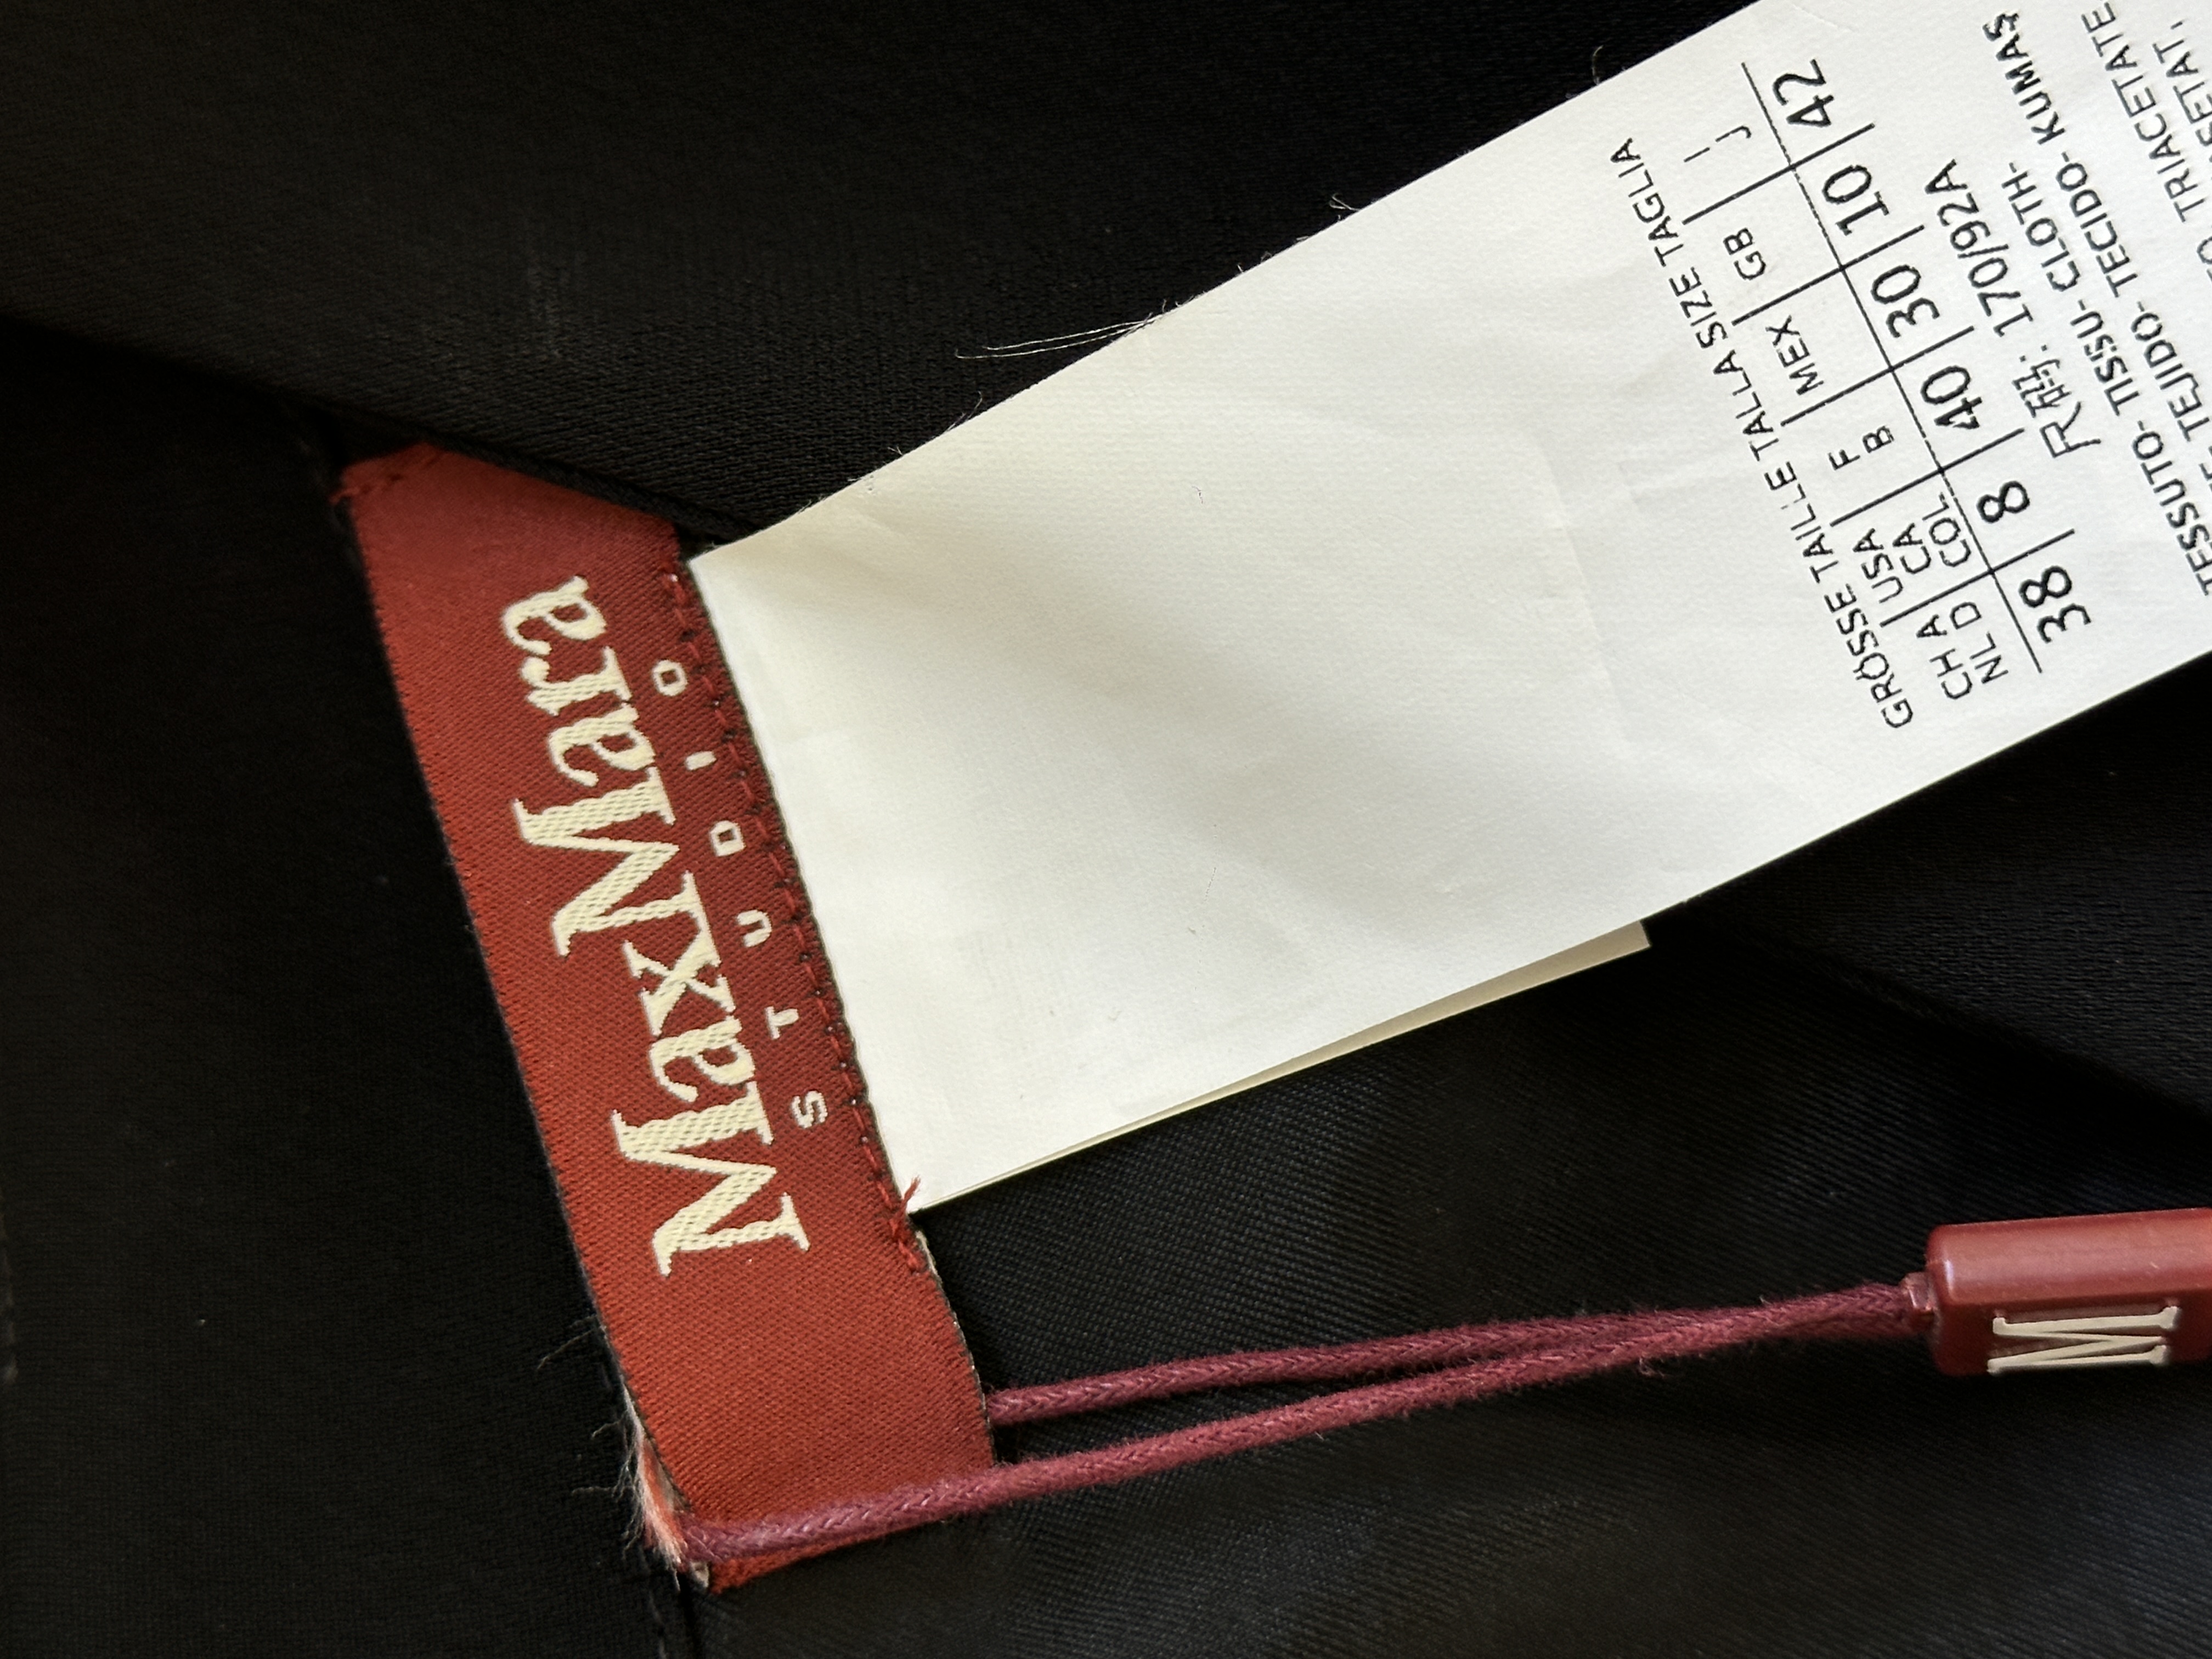 MaxMara
STUDIO
GRÖSSE TAILLE TALLA SIZE TAGLIA
CH A | USA | F | MEX | GB | I
NL D | CA COL | B | J
38 | 8 | 40 | 30 | 10 | 42
170/92A
TESSUTO- TISSU- CLOTH-
TEJIDO- TECIDO- KUMAŞ
TRIACETATE
M